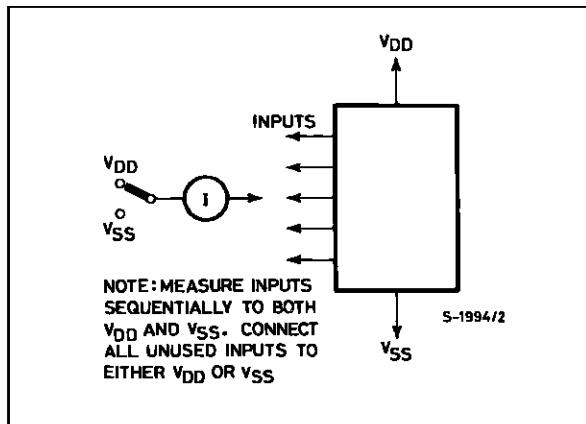 VDD
INPUTS
VDD
I
VSS
NOTE: MEASURE INPUTS
SEQUENTIALLY TO BOTH
VDD AND VSS. CONNECT
ALL UNUSED INPUTS TO
EITHER VDD OR VSS
S-1994/2
VSS